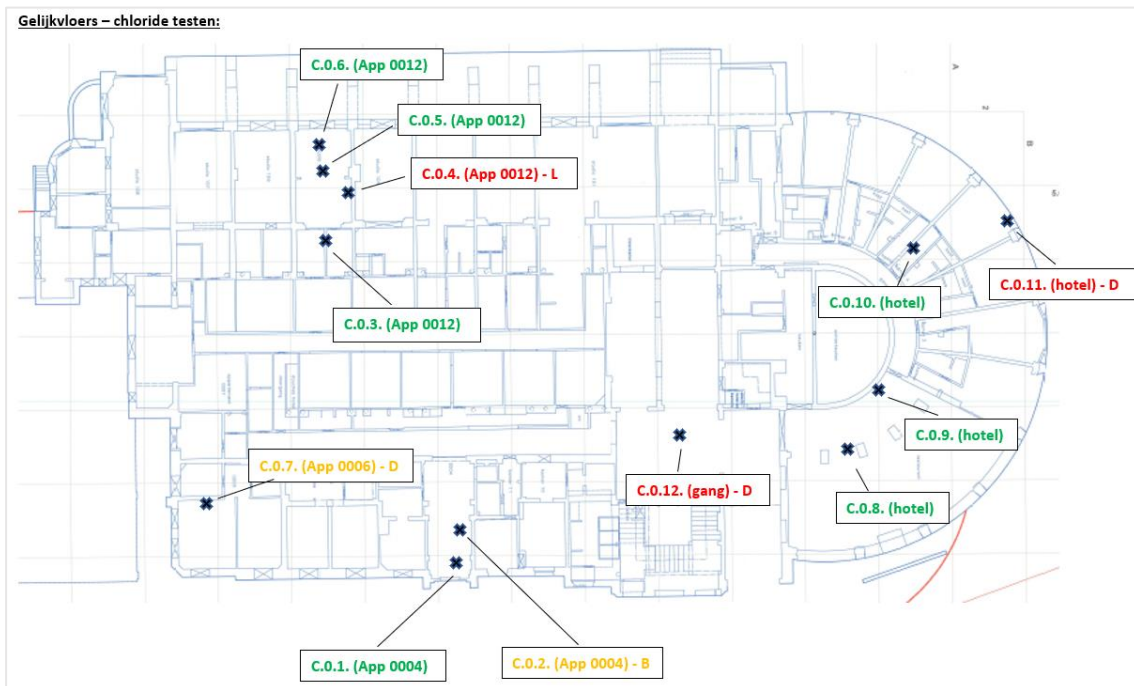 Gelijkvloers – chloride testen:
C.0.6. (App 0012)
A
C.0.5. (App 0012)
2
B
C.0.4. (App 0012) - L
C.0.11. (hotel) - D
C.0.10. (hotel)
C.0.3. (App 0012)
C.0.9. (hotel)
C.0.7. (App 0006) - D
C.0.12. (gang) - D
C.0.8. (hotel)
C.0.1. (App 0004)
C.0.2. (App 0004) - B